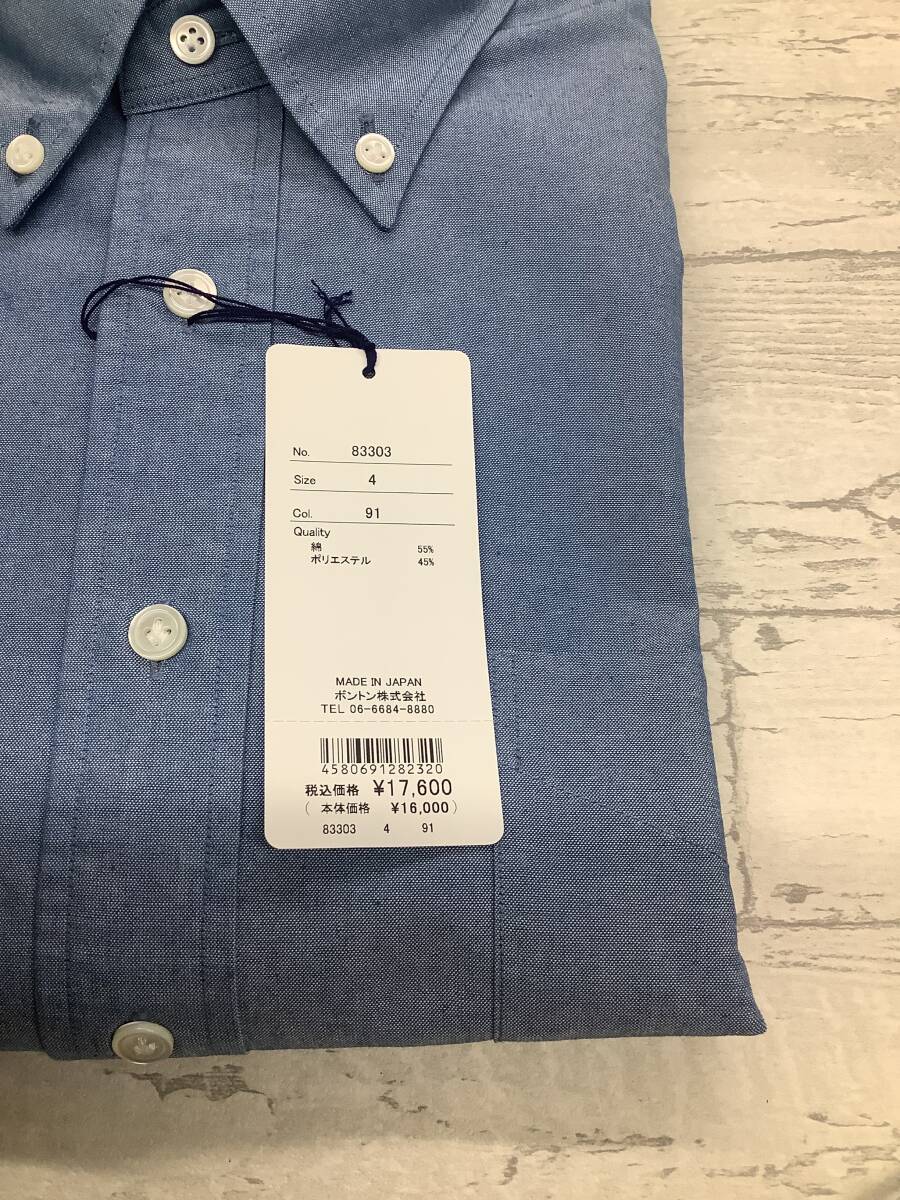 No. 83303
Size 4
Col. 91
Quality
綿 55%
ポリエステル 45%
MADE IN JAPAN
ボントン株式会社
TEL 06-6684-8880
4580691282320
税込価格 ¥17,600
( 本体価格 ¥16,000 )
83303 4 91